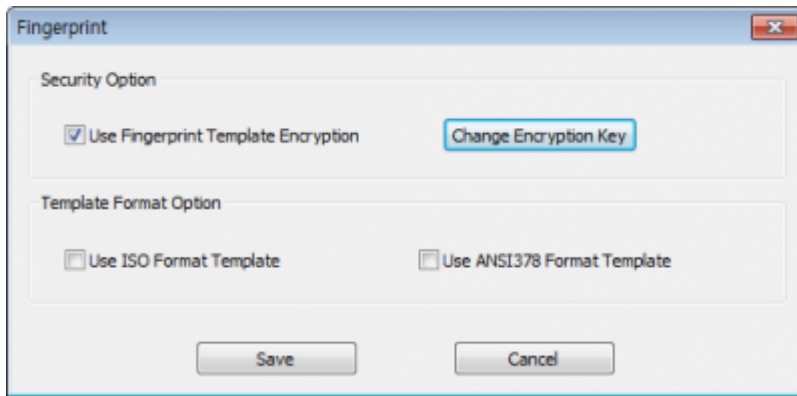 Fingerprint
Security Option
Use Fingerprint Template Encryption
Change Encryption Key
Template Format Option
Use ISO Format Template
Use ANSI378 Format Template
Save
Cancel